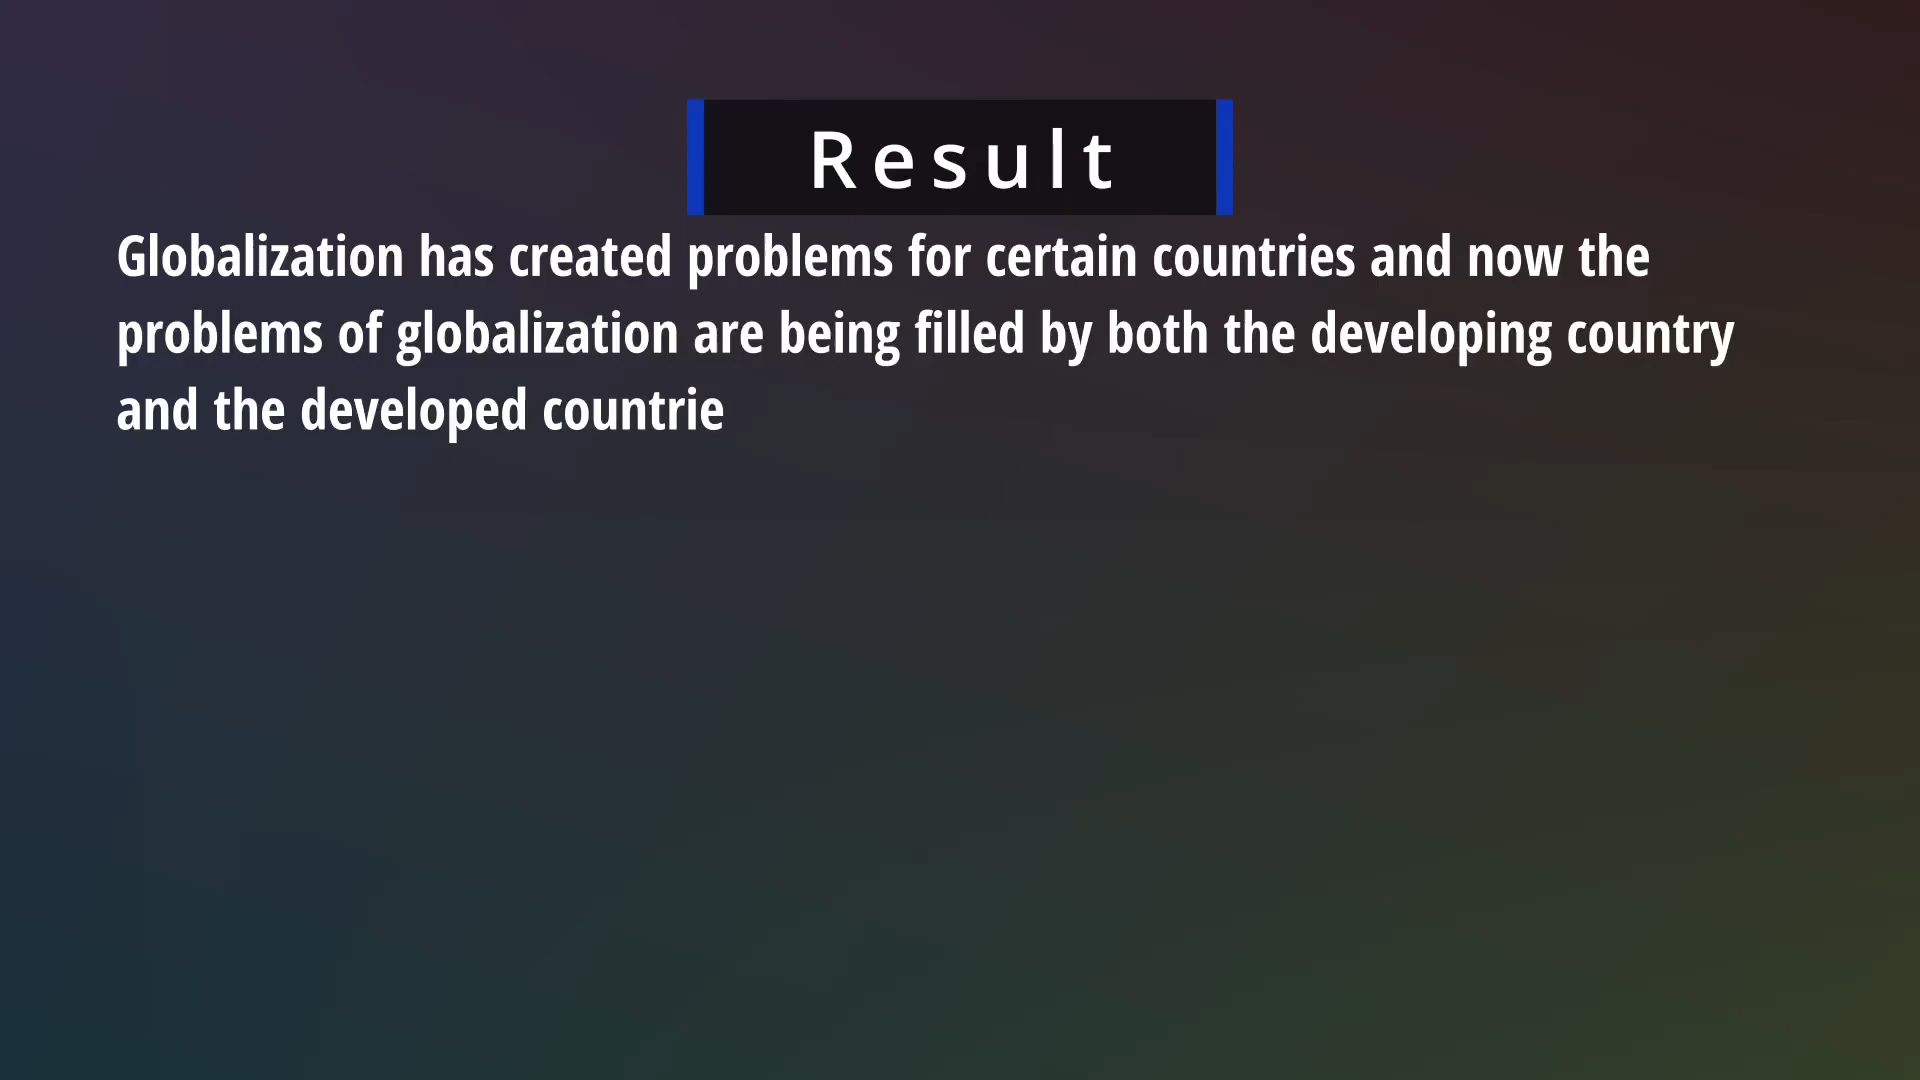 Result
Globalization has created problems for certain countries and now the
problems of globalization are being filled by both the developing country
and the developed countrie